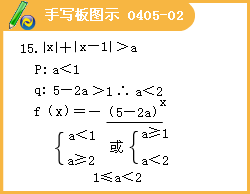 手写板图示 0405-02
15.|x|+|x-1|>a
P: a<1
q: 5-2a>1 ∴ a<2
f (x)=-(5-2a)^x
{a<1 a≥2 或 {a≥1 a<2
1≤a<2